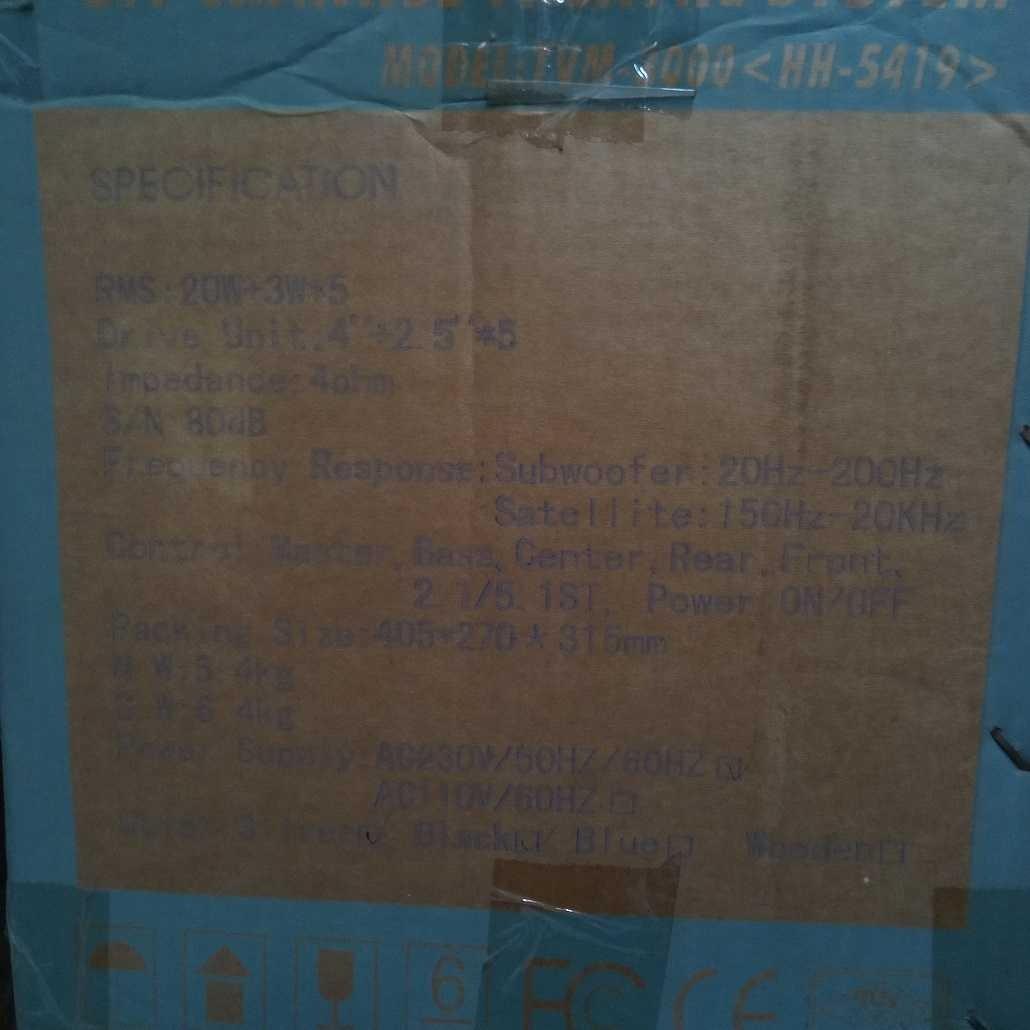 MODEL:TVM-4000<HH-5419>
SPECIFICATION
RMS:20W+3W*5
Drive Unit:4''+2.5''*5
Impedance:4ohm
S/N 80dB
Frequency Response:Subwoofer:20Hz-200Hz
Satellite:150Hz-20KHz
Control Master,Bass,Center,Rear,Front,
2.1/5.1ST, Power ON/OFF
Packing Size:405*270*315mm
N.W:5.4kg
G.W:6.4kg
Power Supply:AC230V/50HZ/60HZ
AC110V/60HZ
Black Blue Wooden
6 FC CE